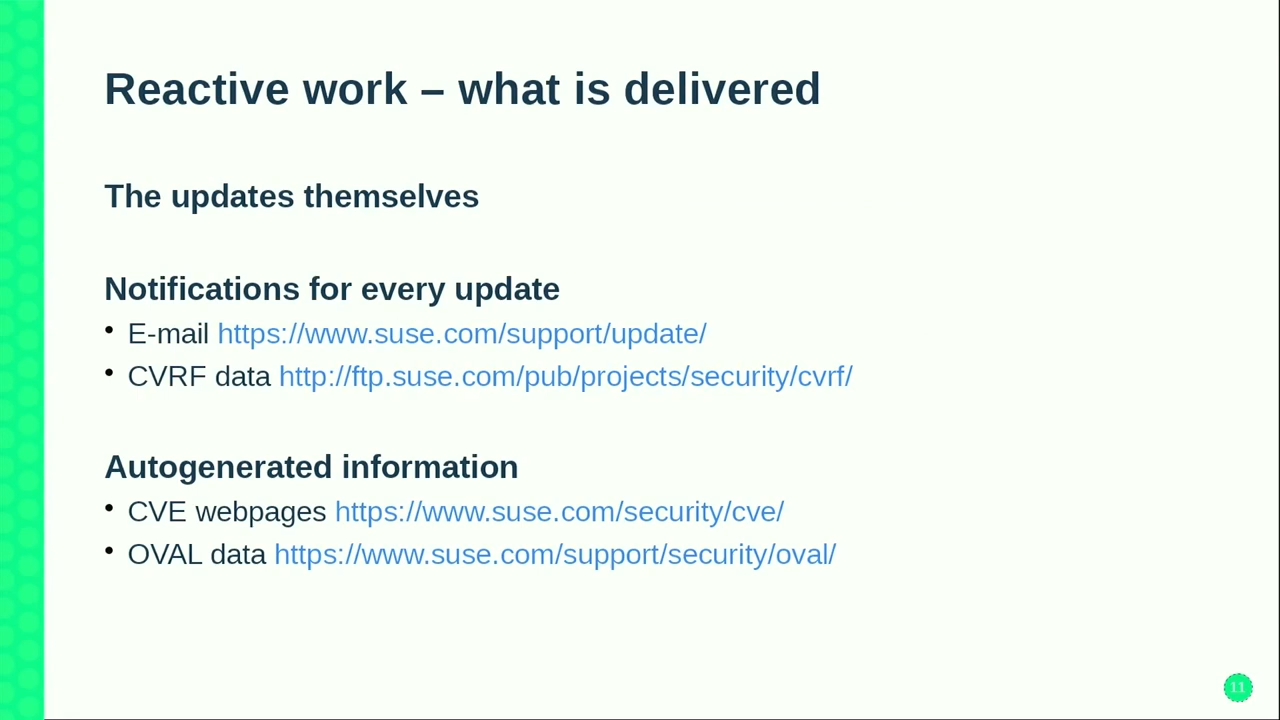 Reactive work – what is delivered
The updates themselves
Notifications for every update
• E-mail https://www.suse.com/support/update/
• CVRF data http://ftp.suse.com/pub/projects/security/cvrf/
Autogenerated information
• CVE webpages https://www.suse.com/security/cve/
• OVAL data https://www.suse.com/support/security/oval/
11